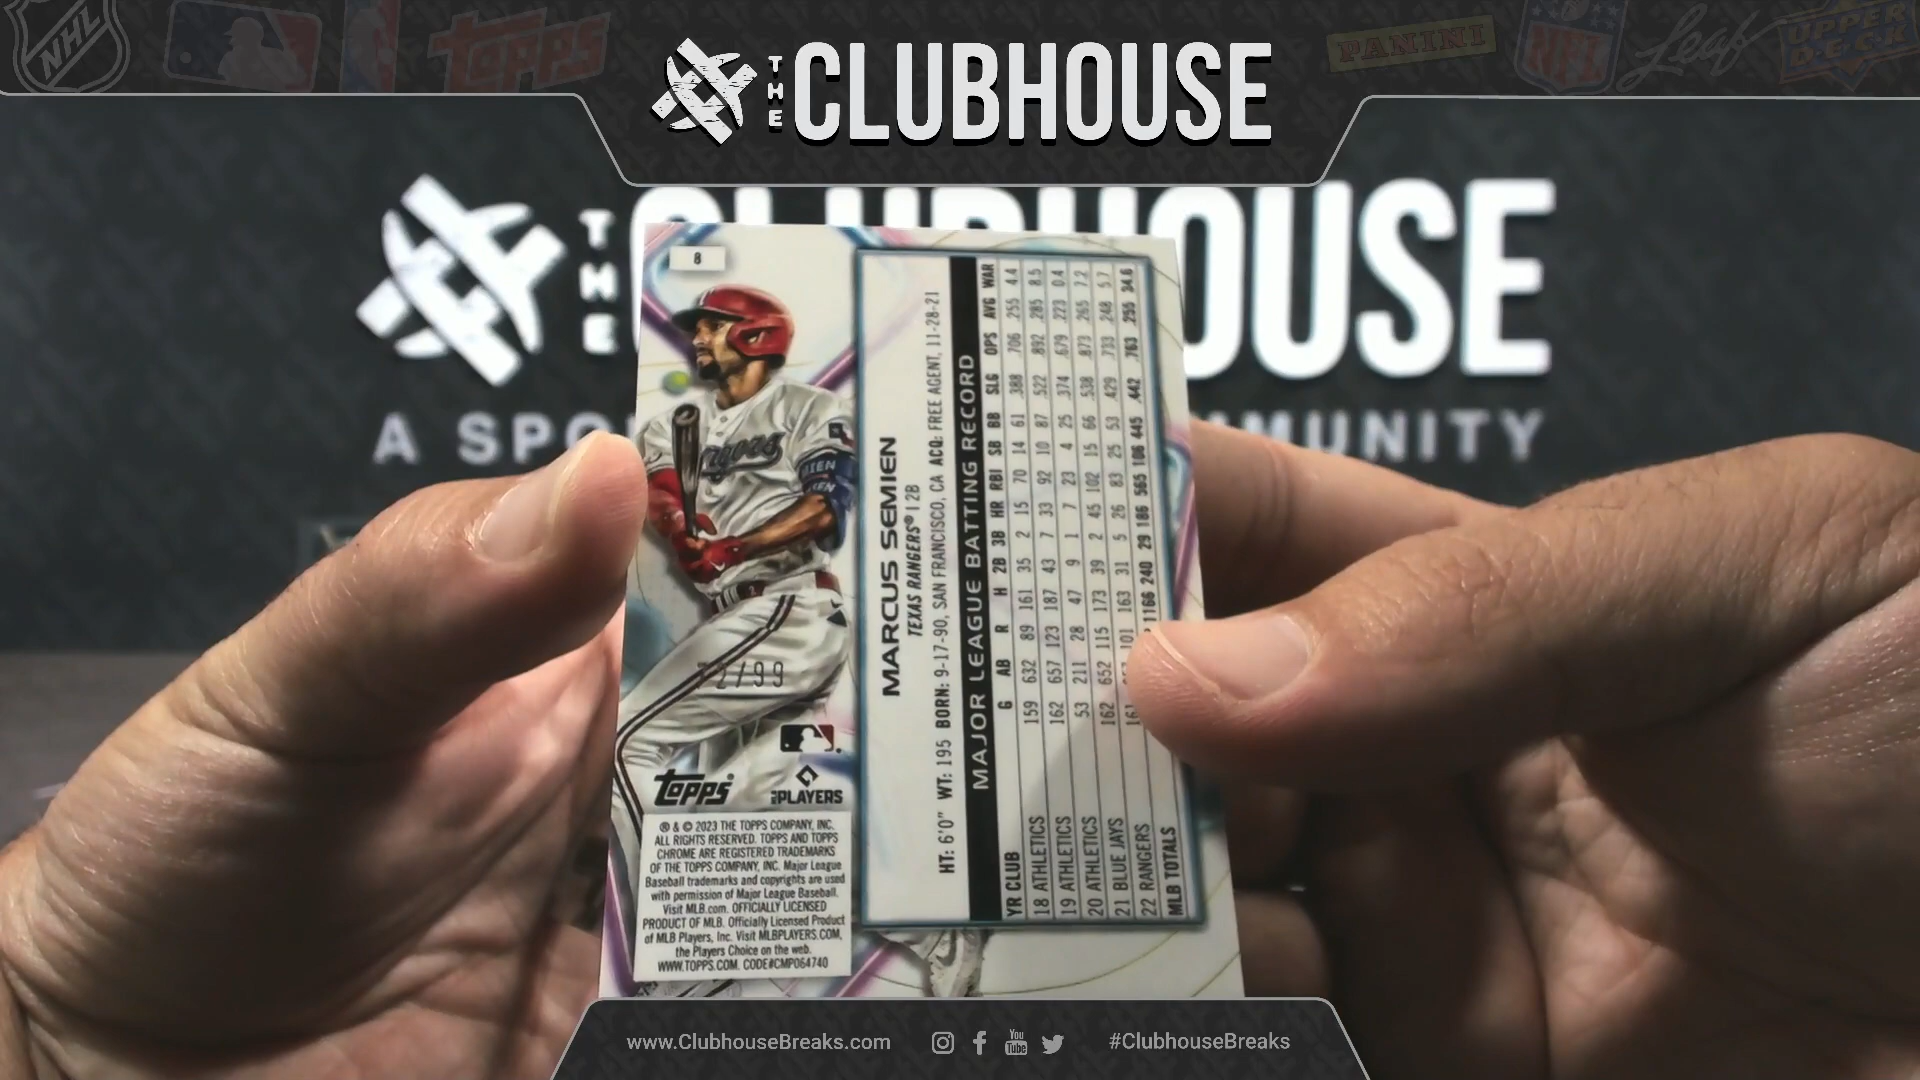 NHL
TOPPS
THE CLUBHOUSE
PANINI
NFL
Leaf
UPPER DECK
THE
A SPO
MUNITY
8
MARCUS SEMIEN
TEXAS RANGERS® | 2B
HT: 6'0" WT: 195 BORN: 9-17-90, SAN FRANCISCO, CA ACQ: FREE AGENT, 11-28-21
MAJOR LEAGUE BATTING RECORD
YR CLUB G AB R H 2B 3B HR RBI SB BB SLG OPS AVG WAR
18 ATHLETICS 159 632 89 161 35 2 15 70 14 61 .388 .706 .255 4.4
19 ATHLETICS 162 657 123 187 43 7 33 92 10 87 .522 .892 .285 8.5
20 ATHLETICS 53 211 28 47 9 1 7 23 4 25 .374 .679 .223 0.4
21 BLUE JAYS 162 652 115 173 39 2 45 102 15 66 .538 .873 .265 7.2
22 RANGERS 161 101 163 31 5 26 83 25 53 .429 .733 .248 5.7
MLB TOTALS 1166 240 29 186 565 106 445 .442 .763 .255 34.6
/99
TOPPS®
PLAYERS
® & © 2023 THE TOPPS COMPANY, INC.
ALL RIGHTS RESERVED. TOPPS AND TOPPS
CHROME ARE REGISTERED TRADEMARKS
OF THE TOPPS COMPANY, INC. Major League
Baseball trademarks and copyrights are used
with permission of Major League Baseball.
Visit MLB.com. OFFICIALLY LICENSED
PRODUCT OF MLB. Officially Licensed Product
of MLB Players, Inc. Visit MLBPLAYERS.COM,
the Players Choice on the web.
WWW.TOPPS.COM. CODE#CMP064740
www.ClubhouseBreaks.com
You Tube
#ClubhouseBreaks